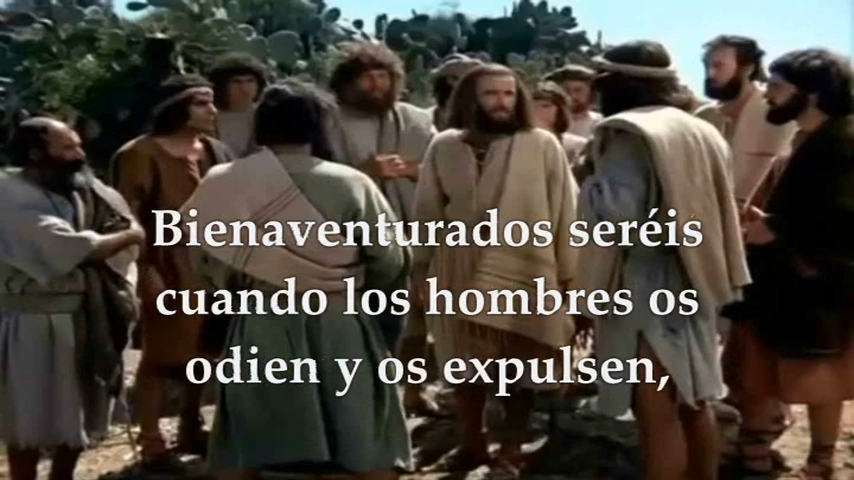 Bienaventurados seréis
cuando los hombres os
odien y os expulsen,